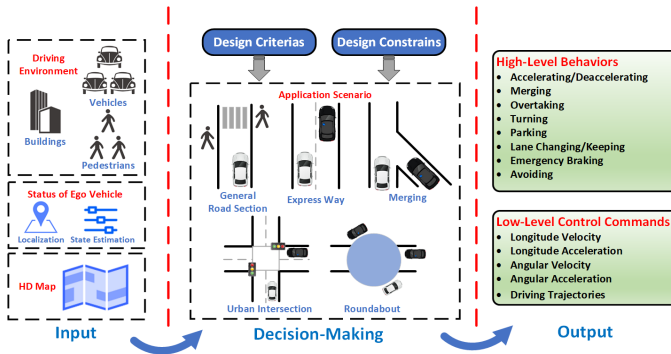 Driving
Environment
Vehicles
Buildings
Pedestrians
Status of Ego Vehicle
Localization
State Estimation
HD Map
Input
Design Criterias
Design Constrains
Application Scenario
General
Road Section
Express Way
Merging
Urban Intersection
Roundabout
Decision-Making
High-Level Behaviors
• Accelerating/Deaccelerating
• Merging
• Overtaking
• Turning
• Parking
• Lane Changing/Keeping
• Emergency Braking
• Avoiding
Low-Level Control Commands
• Longitude Velocity
• Longitude Acceleration
• Angular Velocity
• Angular Acceleration
• Driving Trajectories
Output